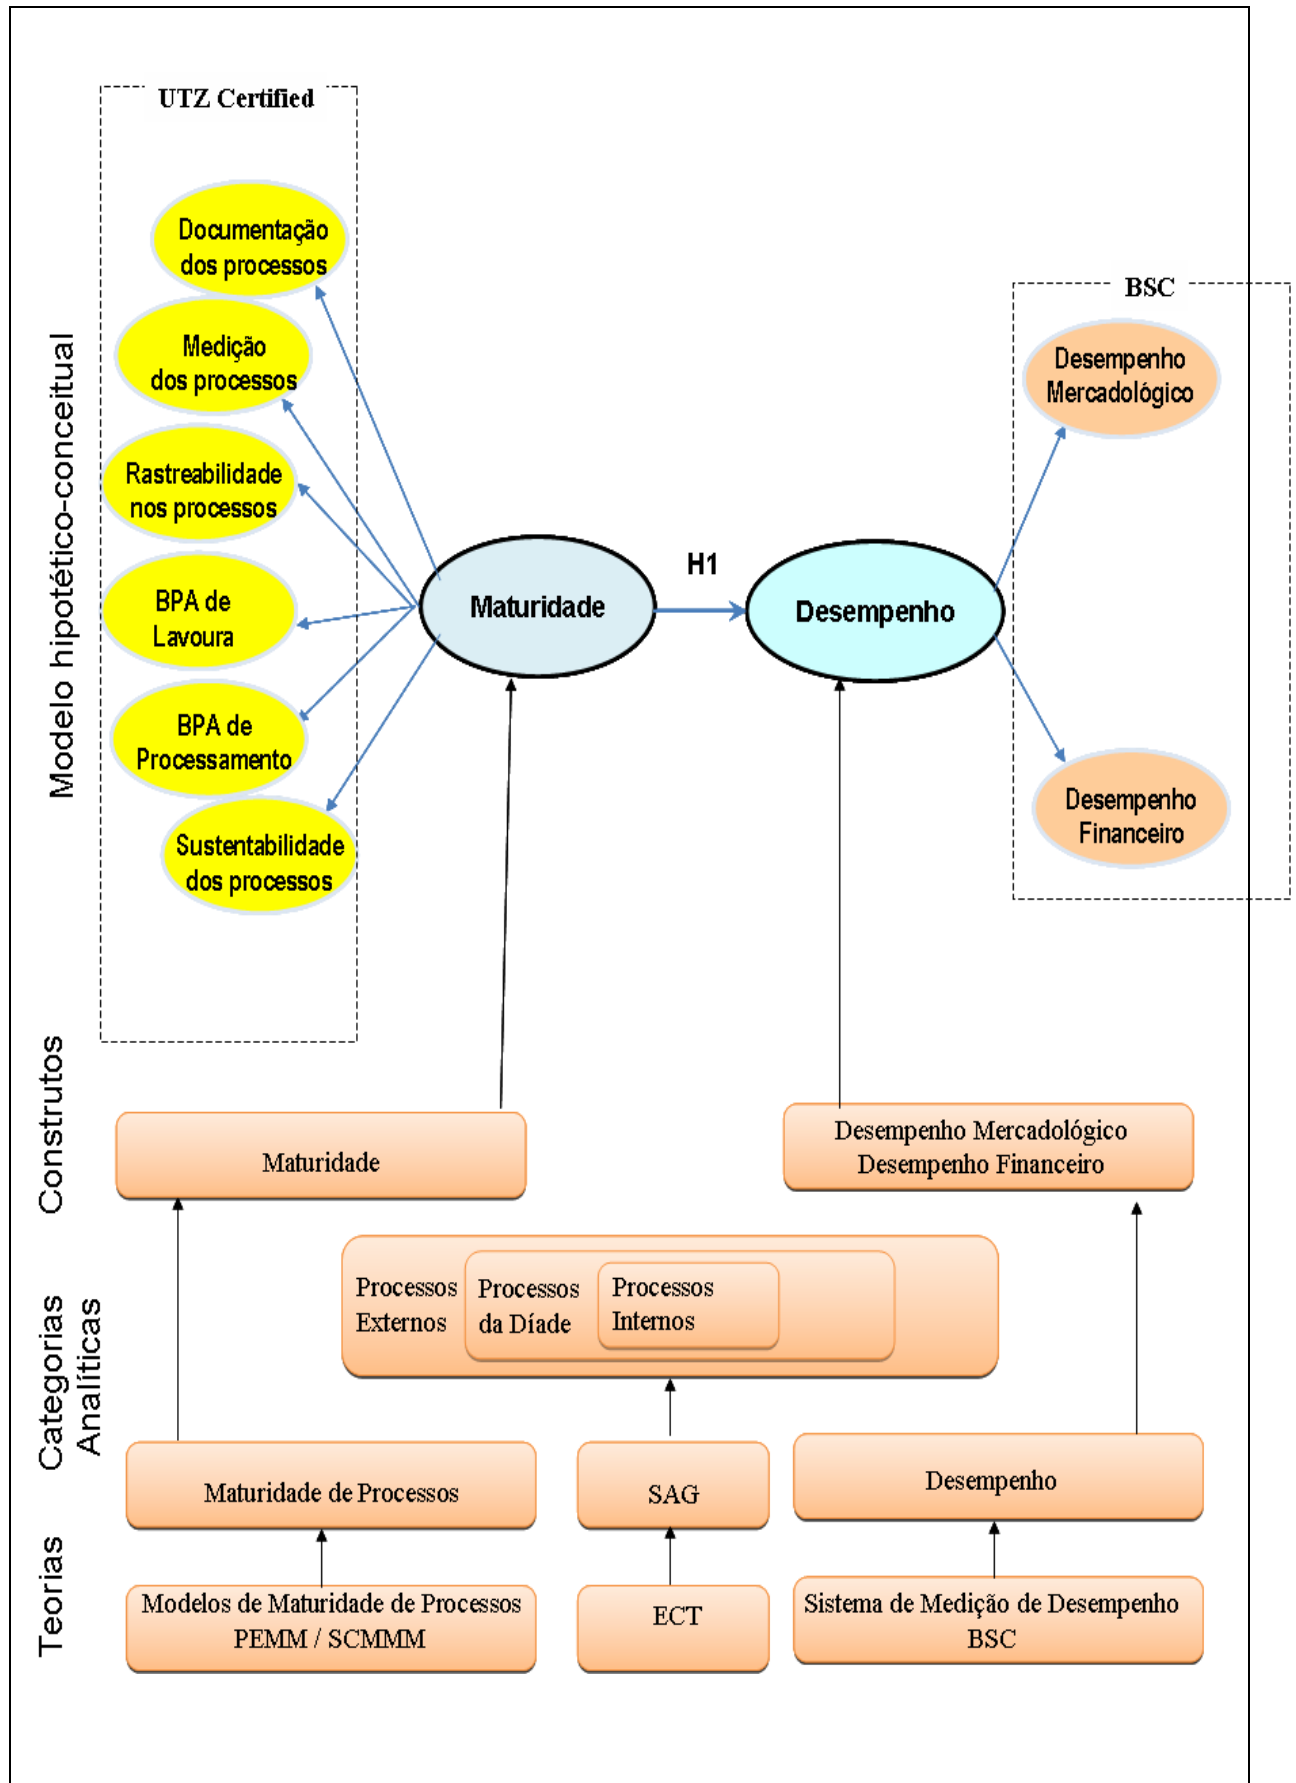 UTZ Certified
Documentação
dos processos
Medição
dos processos
Rastreabilidade
nos processos
BPA de
Lavoura
BPA de
Processamento
Sustentabilidade
dos processos
Modelo hipotético-conceitual
Maturidade
H1
Desempenho
BSC
Desempenho
Mercadológico
Desempenho
Financeiro
Construtos
Maturidade
Desempenho Mercadológico
Desempenho Financeiro
Categorias
Analíticas
Processos
Externos
Processos
da Díade
Processos
Internos
Maturidade de Processos
SAG
Desempenho
Teorias
Modelos de Maturidade de Processos
PEMM / SCMMM
ECT
Sistema de Medição de Desempenho
BSC